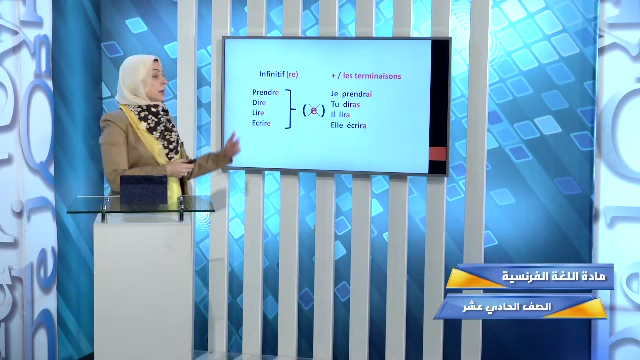 Infinitif (re) + / les terminaisons
Prendre Je prendrai
Dire Tu diras
Lire (e) Il lira
Ecrire Elle écrira
مادة اللغة الفرنسية
الصف الحادي عشر